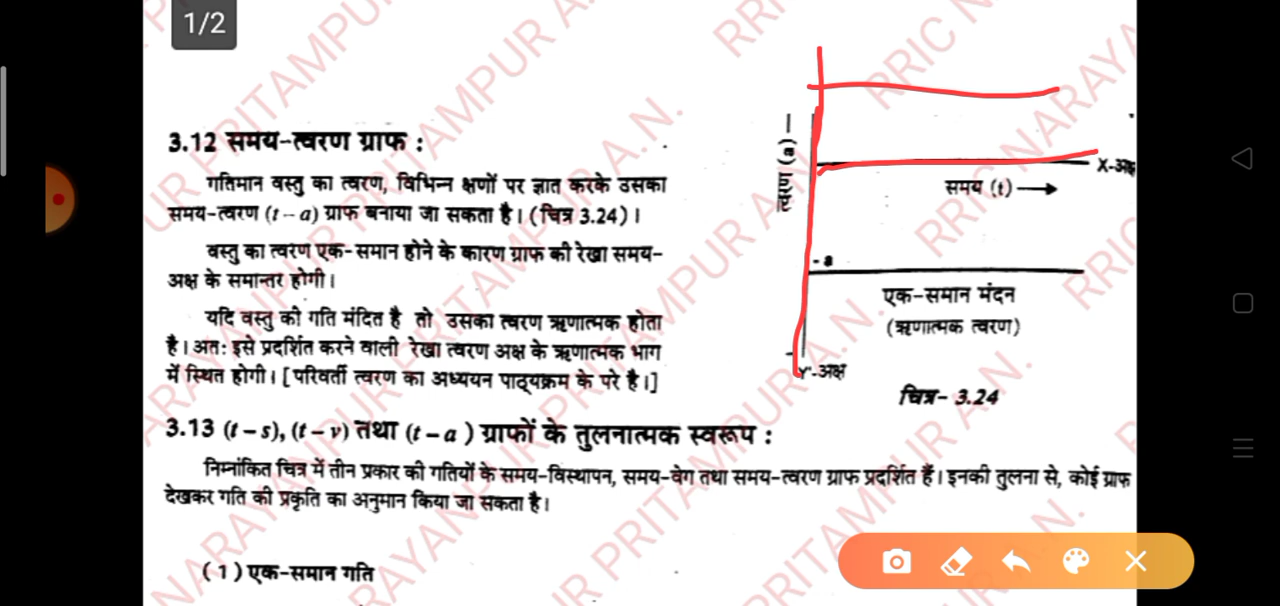 1/2
3.12 समय-त्वरण ग्राफ :
गतिमान वस्तु का त्वरण, विभिन्न क्षणों पर ज्ञात करके उसका
समय-त्वरण (t – a) ग्राफ बनाया जा सकता है। (चित्र 3.24)।
वस्तु का त्वरण एक-समान होने के कारण ग्राफ की रेखा समय-
अक्ष के समान्तर होगी।
यदि वस्तु की गति मंदित है तो उसका त्वरण ऋणात्मक होता
है। अतः इसे प्रदर्शित करने वाली रेखा त्वरण अक्ष के ऋणात्मक भाग
में स्थित होगी। [परिवर्ती त्वरण का अध्ययन पाठ्यक्रम के परे है।]
त्वरण (a) —
X-अक्ष
समय (t) →
- a
एक-समान मंदन
(ऋणात्मक त्वरण)
Y'-अक्ष
चित्र- 3.24
3.13 (t – s), (t – v) तथा (t – a ) ग्राफों के तुलनात्मक स्वरूप :
निम्नांकित चित्र में तीन प्रकार की गतियों के समय-विस्थापन, समय-वेग तथा समय-त्वरण ग्राफ प्रदर्शित हैं। इनकी तुलना से, कोई ग्राफ
देखकर गति की प्रकृति का अनुमान किया जा सकता है।
( 1 ) एक-समान गति